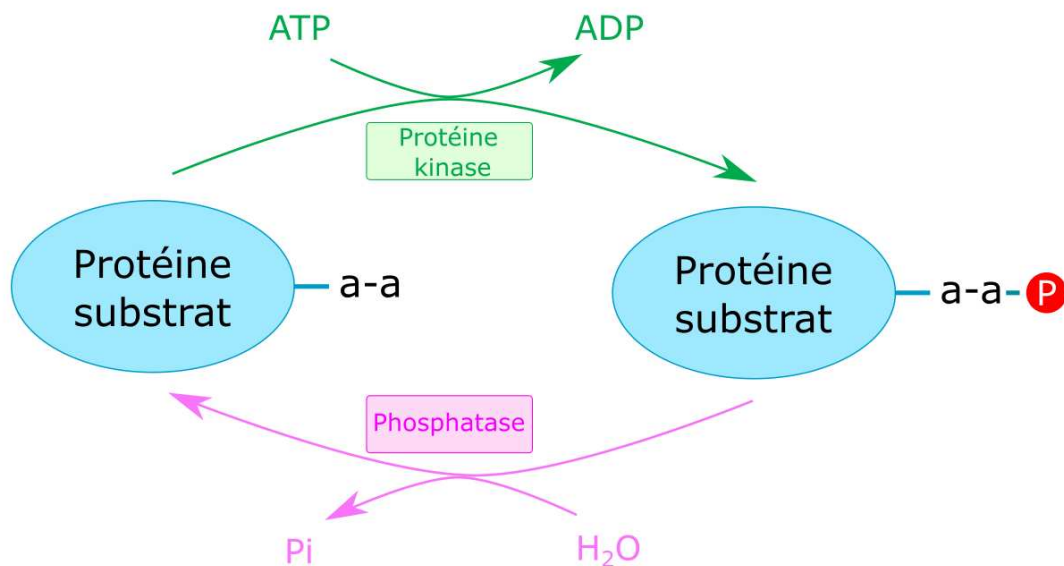 ATP
ADP
Protéine
kinase
Protéine
substrat
a-a
Protéine
substrat
a-a
P
Phosphatase
Pi
H₂O